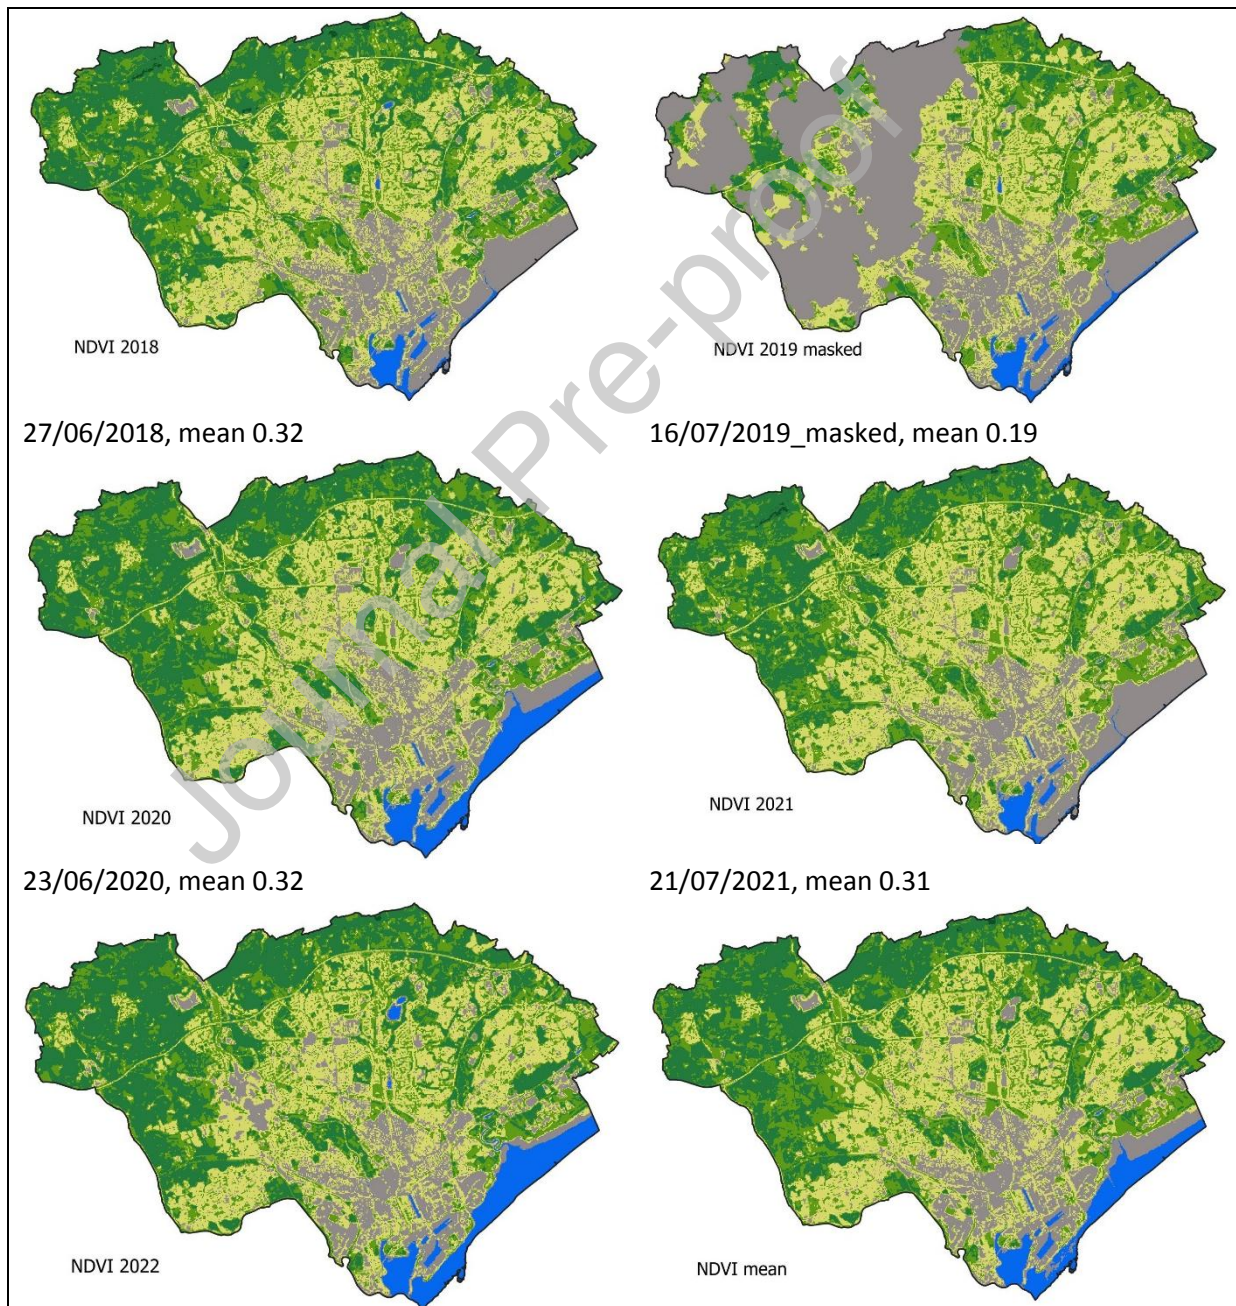 NDVI 2018
NDVI 2019 masked
27/06/2018, mean 0.32
16/07/2019_masked, mean 0.19
NDVI 2020
NDVI 2021
23/06/2020, mean 0.32
21/07/2021, mean 0.31
NDVI 2022
NDVI mean
Journal Pre-proof